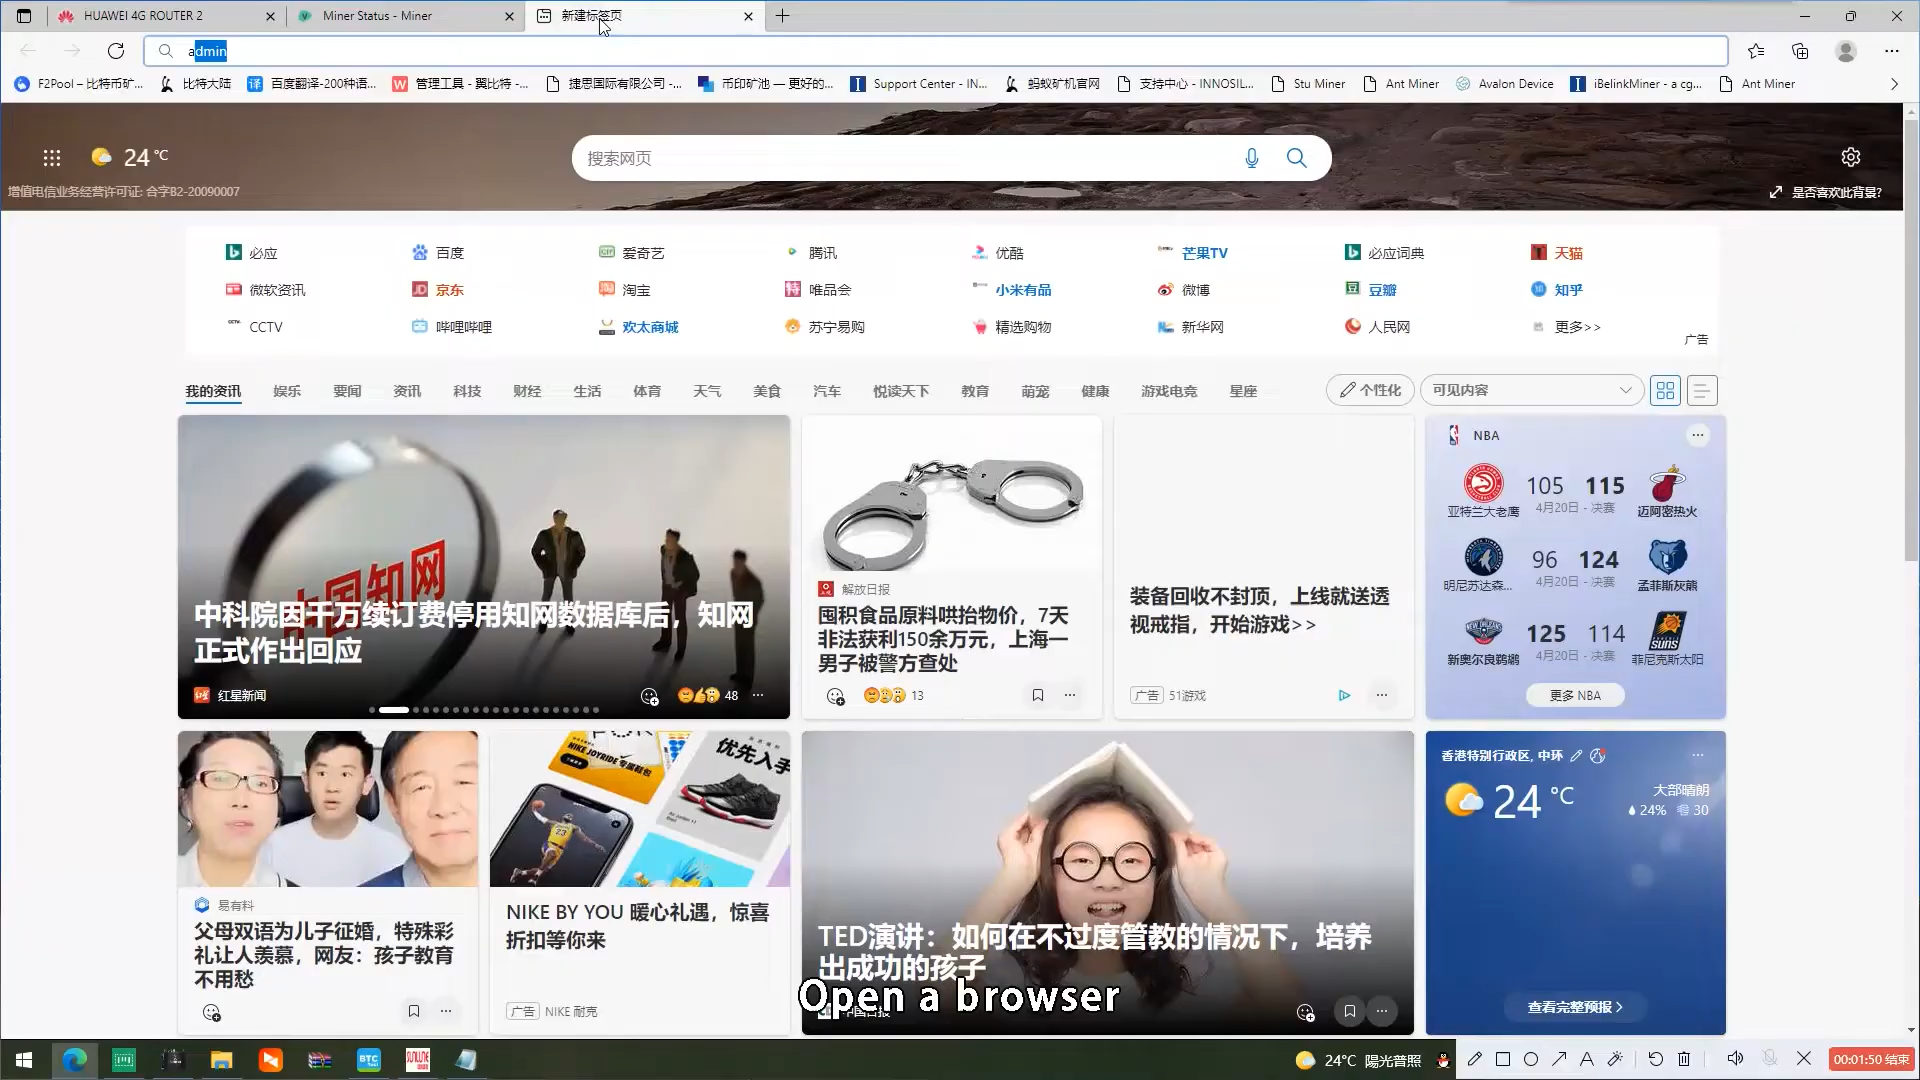 HUAWEI 4G ROUTER 2
Miner Status - Miner
新建标签页
admin
F2Pool – 比特币矿...
比特大陆
百度翻译-200种语...
管理工具 - 翼比特 -...
捷思国际有限公司 -...
币印矿池 — 更好的...
Support Center - IN...
蚂蚁矿机官网
支持中心 - INNOSIL...
Stu Miner
Ant Miner
Avalon Device
iBelinkMiner - a cg...
Ant Miner
24 °C
搜索网页
增值电信业务经营许可证: 合字B2-20090007
是否喜欢此背景?
必应
百度
爱奇艺
腾讯
优酷
芒果TV
必应词典
天猫
微软资讯
京东
淘宝
唯品会
小米有品
微博
豆瓣
知乎
CCTV
哔哩哔哩
欢太商城
苏宁易购
精选购物
新华网
人民网
更多>>
广告
我的资讯
娱乐
要闻
资讯
科技
财经
生活
体育
天气
美食
汽车
悦读天下
教育
萌宠
健康
游戏电竞
星座
个性化
可见内容
中国知网
中科院因千万续订费停用知网数据库后，知网
正式作出回应
红星新闻
48
解放日报
囤积食品原料哄抬物价，7天
非法获利150余万元，上海一
男子被警方查处
13
装备回收不封顶，上线就送透
视戒指，开始游戏>>
广告 51游戏
NBA
105 115
亚特兰大老鹰 4月20日 - 决赛 迈阿密热火
96 124
明尼苏达森... 4月20日 - 决赛 孟菲斯灰熊
125 114
新奥尔良鹈鹕 4月20日 - 决赛 菲尼克斯太阳
更多 NBA
易有料
父母双语为儿子征婚，特殊彩
礼让人羡慕，网友：孩子教育
不用愁
NIKE JOYRIDE 专属鞋包
优先入手
NIKE BY YOU 暖心礼遇，惊喜
折扣等你来
广告 NIKE 耐克
TED演讲：如何在不过度管教的情况下，培养
出成功的孩子
中国日报
Open a browser
香港特别行政区, 中环
24 °C
大部晴朗
24% 30
查看完整预报
24°C 陽光普照
00:01:50 结束